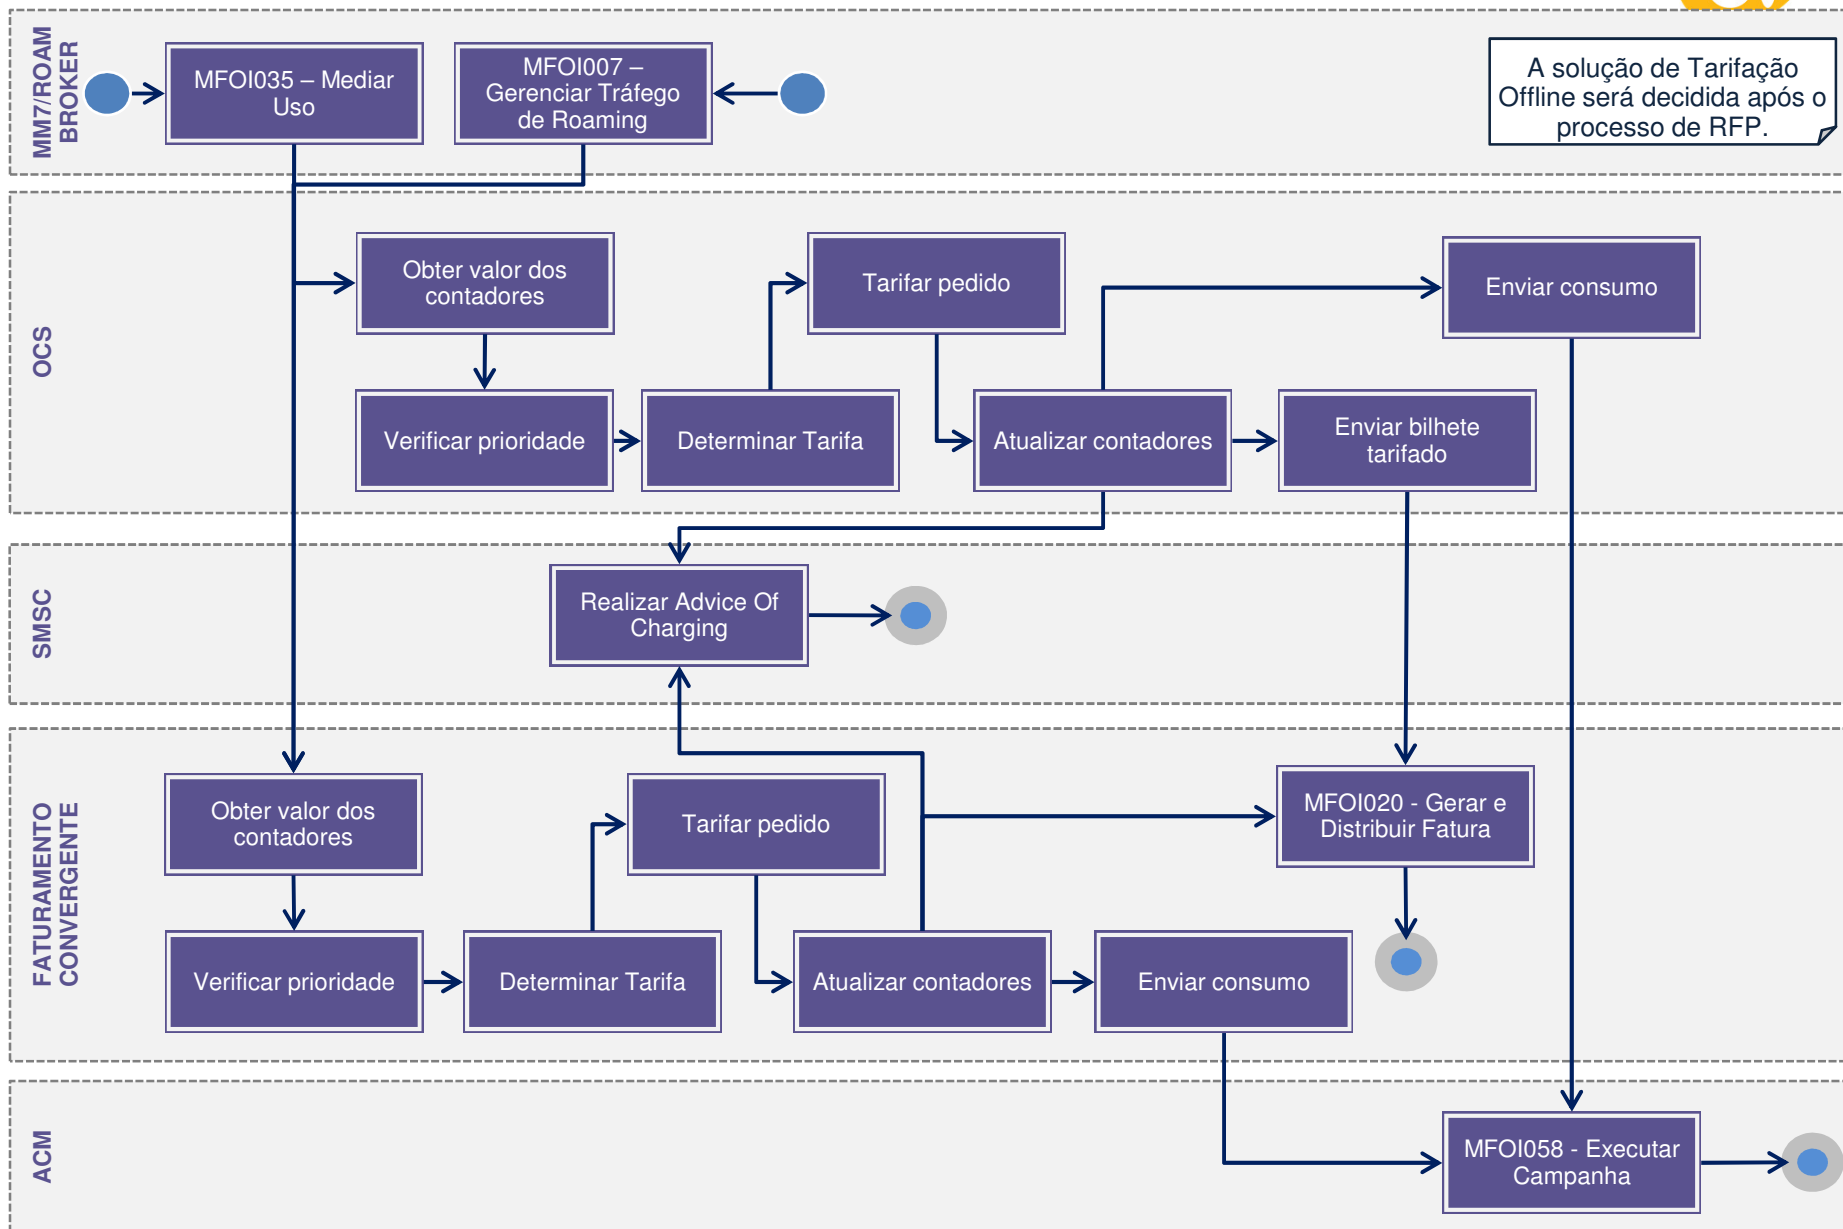 MM7/ROAM
BROKER
MFOI035 – Mediar
Uso
MFOI007 –
Gerenciar Tráfego
de Roaming
A solução de Tarifação
Offline será decidida após o
processo de RFP.
OCS
Obter valor dos
contadores
Tarifar pedido
Enviar consumo
Verificar prioridade
Determinar Tarifa
Atualizar contadores
Enviar bilhete
tarifado
SMSC
Realizar Advice Of
Charging
FATURAMENTO
CONVERGENTE
Obter valor dos
contadores
Tarifar pedido
MFOI020 - Gerar e
Distribuir Fatura
Verificar prioridade
Determinar Tarifa
Atualizar contadores
Enviar consumo
ACM
MFOI058 - Executar
Campanha